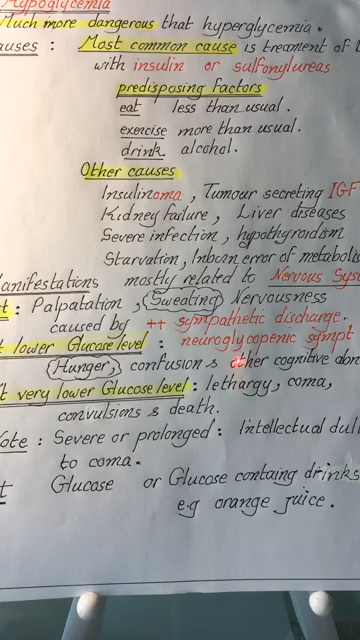 Hypoglycemia
Much more dangerous that hyperglycemia.
auses : Most common cause is treament of
with insulin or sulfonylureas
predisposing factors
eat less than usual.
exercise more than usual.
drink alcohol.
Other causes
Insulinoma , Tumour secreting IGF
Kidney failure , Liver diseases
Severe infection , hypothyroidism
Starvation, Inborn error of metabolis
anifestations mostly related to Nervous Sys
t : Palpatation, Sweating, Nervousness
caused by ++ sympathetic discharge.
t lower Glucose level : neuroglyopenic sympt
Hunger, confusion & other cognitive abn
t very lower Glucose level : lethargy, coma,
convulsions & death.
ote : Severe or prolonged : Intellectual dull
to coma.
t Glucose or Glucose containg drinks
e.g orange juice.